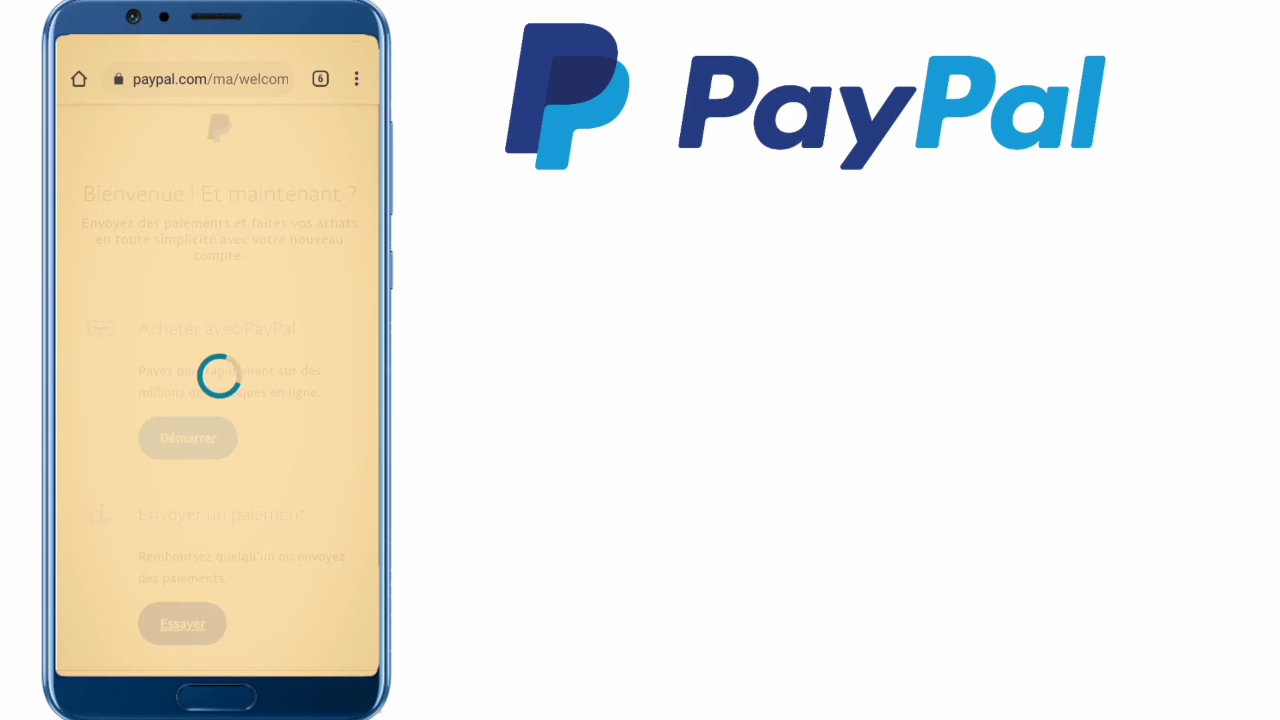 paypal.com/ma/welcom
6
PayPal
Bienvenue ! Et maintenant ?
Envoyez des paiements et faites vos achats
en toute simplicité avec votre nouveau
compte.
Acheter avec PayPal
Payez plus rapidement sur des
millions de en ligne.
Démarrer
Envoyer un paiement
Remboursez quelqu'un ou envoyez
des paiements.
Essayer